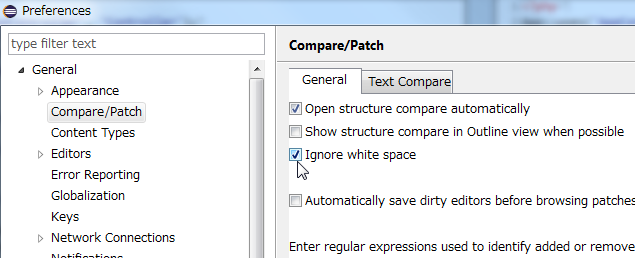 Preferences
type filter text
General
Appearance
Compare/Patch
Content Types
Editors
Error Reporting
Globalization
Keys
Network Connections
Notifications
Compare/Patch
General
Text Compare
Open structure compare automatically
Show structure compare in Outline view when possible
Ignore white space
Automatically save dirty editors before browsing patches
Enter regular expressions used to identify added or remove